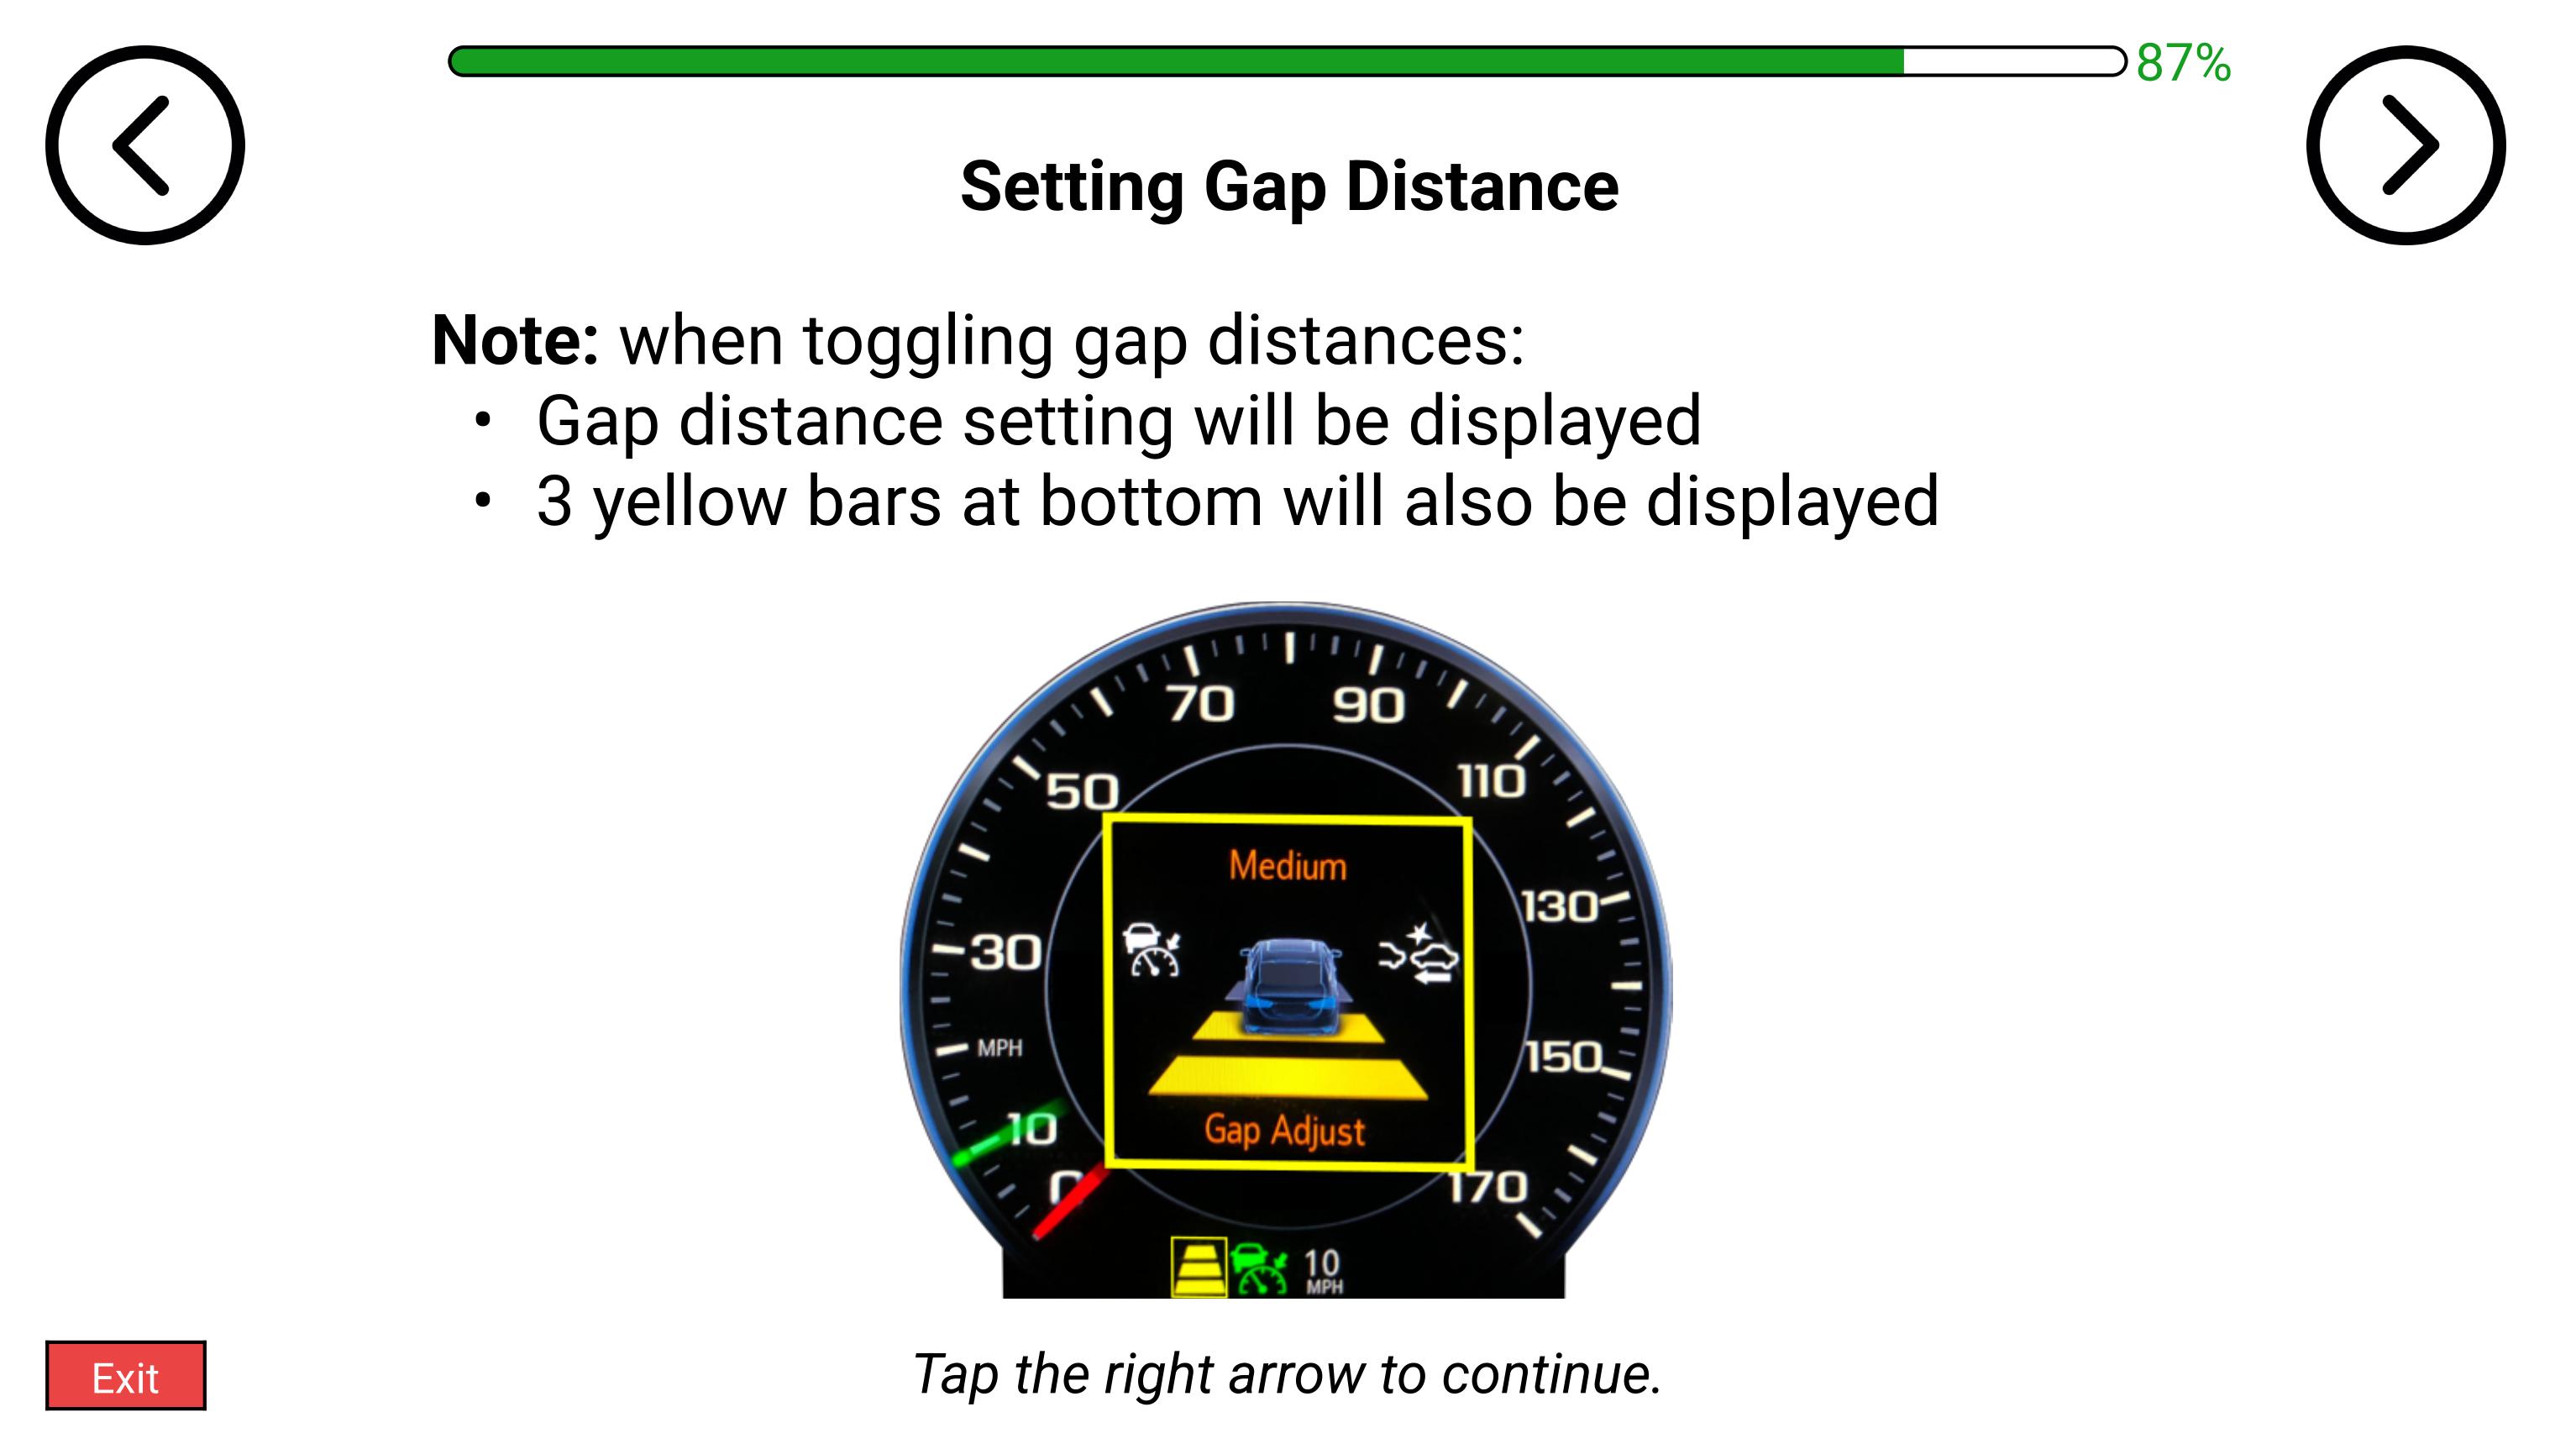 87%
Setting Gap Distance
Note: when toggling gap distances:
• Gap distance setting will be displayed
• 3 yellow bars at bottom will also be displayed
70 90
50 110
Medium
130
30
MPH
150
10
Gap Adjust
0 170
10
MPH
Exit
Tap the right arrow to continue.